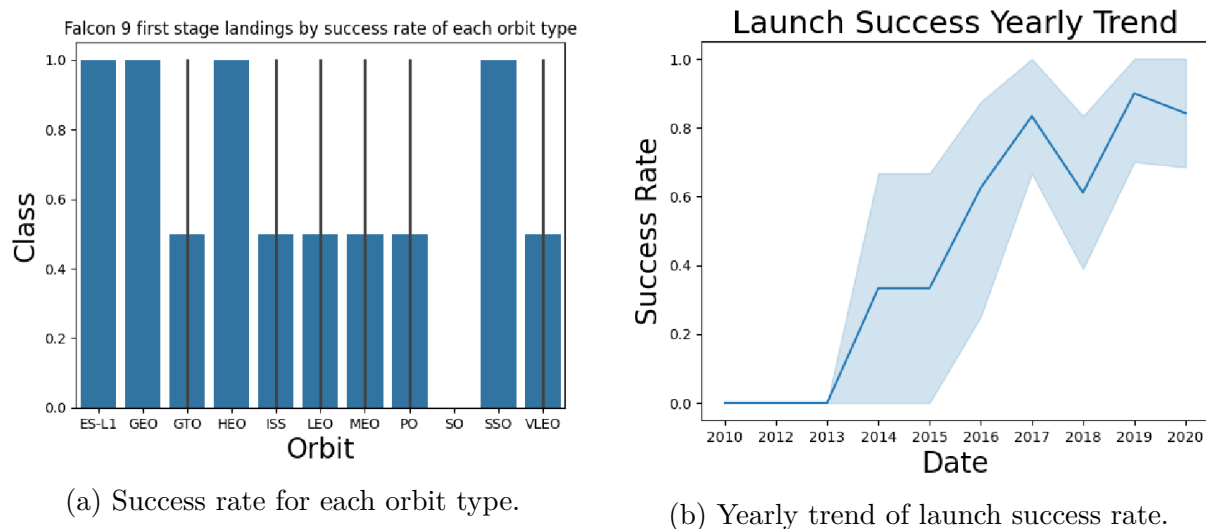 Falcon 9 first stage landings by success rate of each orbit type
1.0
0.8
0.6
0.4
0.2
0.0
Class
ES-L1 GEO GTO HEO ISS LEO MEO PO SO SSO VLEO
Orbit
(a) Success rate for each orbit type.
Launch Success Yearly Trend
1.0
0.8
0.6
0.4
0.2
0.0
Success Rate
2010 2012 2013 2014 2015 2016 2017 2018 2019 2020
Date
(b) Yearly trend of launch success rate.